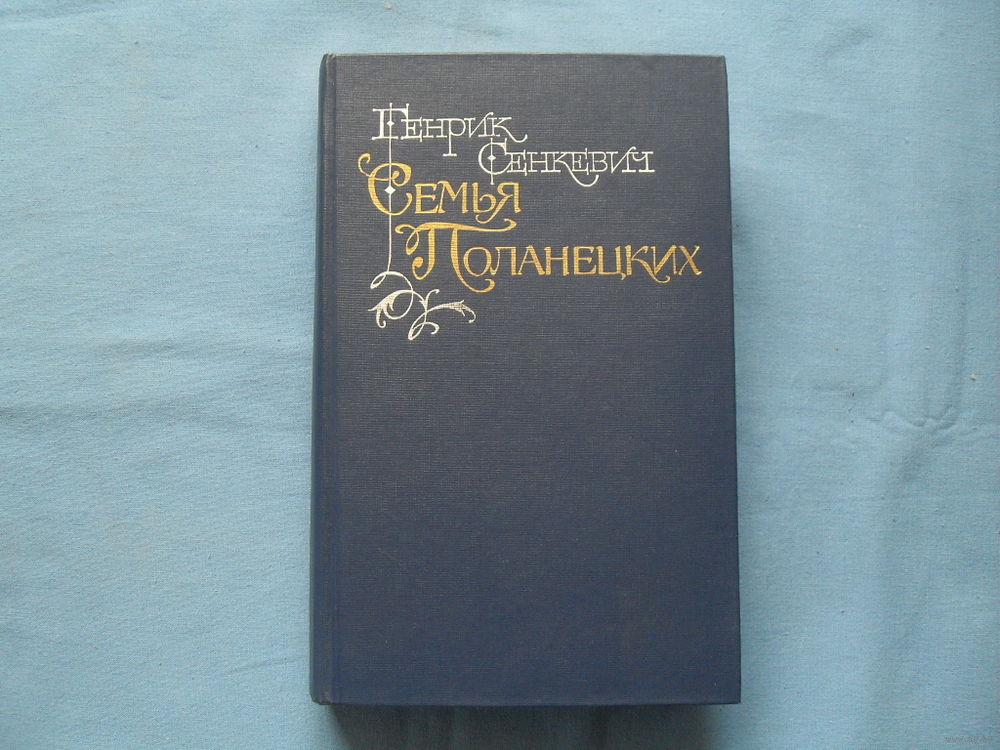 Генрик
Сенкевич
Семья
Поланецких